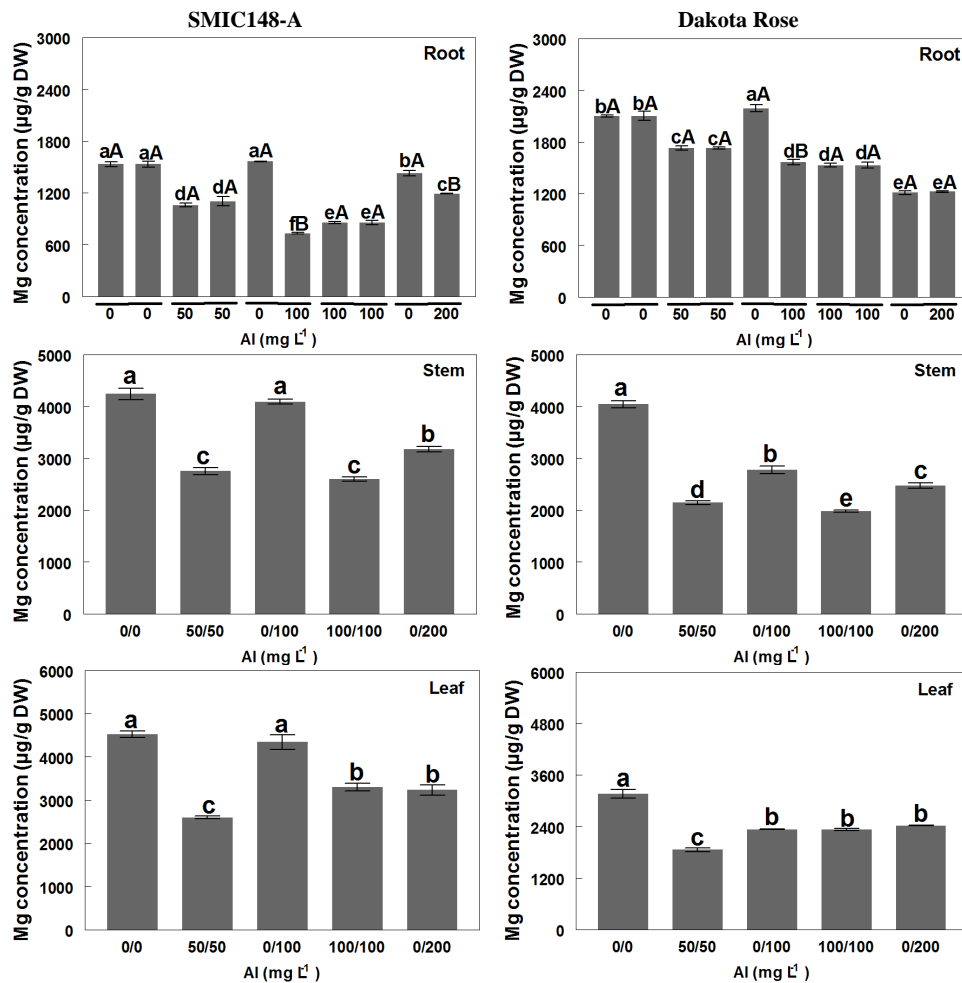 SMIC148-A
Dakota Rose
Mg concentration (µg/g DW)
Root
3000
2400
1800
1200
600
0
aA aA dA dA aA fB eA eA bA cB
0 0 50 50 0 100 100 100 0 200
Al (mg L-1 )
Mg concentration (µg/g DW)
Root
3000
2400
1800
1200
600
0
bA bA cA cA aA dB dA dA eA eA
0 0 50 50 0 100 100 100 0 200
Al (mg L-1 )
Mg concentration (µg/g DW)
Stem
5000
4000
3000
2000
1000
0
a c a c b
0/0 50/50 0/100 100/100 0/200
Al (mg L-1 )
Mg concentration (µg/g DW)
Stem
5000
4000
3000
2000
1000
0
a d b e c
0/0 50/50 0/100 100/100 0/200
Al (mg L-1 )
Mg concentration (µg/g DW)
Leaf
5000
4000
3000
2000
1000
0
a c a b b
0/0 50/50 0/100 100/100 0/200
Al (mg L-1 )
Mg concentration (µg/g DW)
Leaf
6000
4800
3600
2400
1200
0
a c b b b
0/0 50/50 0/100 100/100 0/200
Al (mg L-1 )